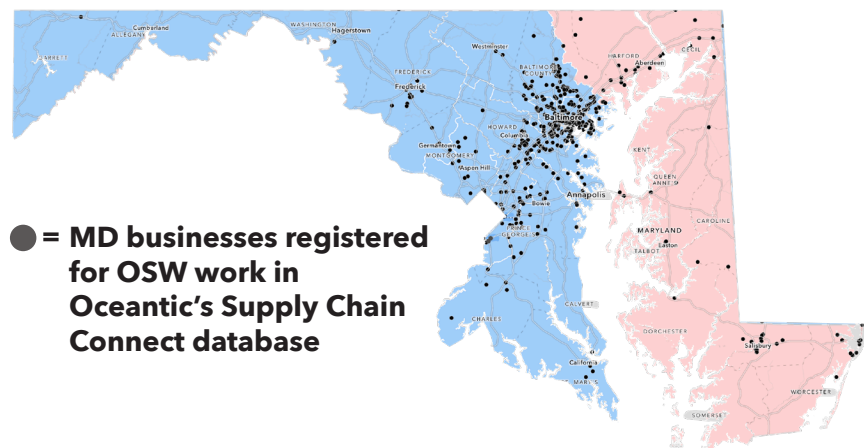 WASHINGTON
Cumberland
ALLEGANY
Hagerstown
GARRETT
Westminster
CECIL
HARFORD
Aberdeen
BALTIMORE
COUNTY
FREDERICK
Frederick
Baltimore
HOWARD
Columbia
Germantown
MONTGOMERY
KENT
Aspen Hill
QUEEN
ANNE'S
Annapolis
Bowie
CAROLINE
PRINCE
GEORGE'S
MARYLAND
Easton
TALBOT
= MD businesses registered
for OSW work in
Oceantic’s Supply Chain
Connect database
CALVERT
CHARLES
DORCHESTER
Salisbury
California
WORCESTER
SOMERSET